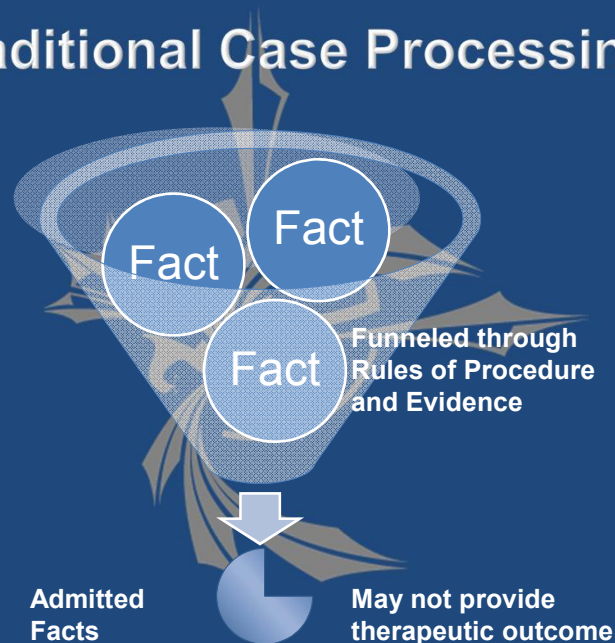 aditional Case Processin
Fact
Fact
Fact
Funneled through
Rules of Procedure
and Evidence
Admitted
Facts
May not provide
therapeutic outcome